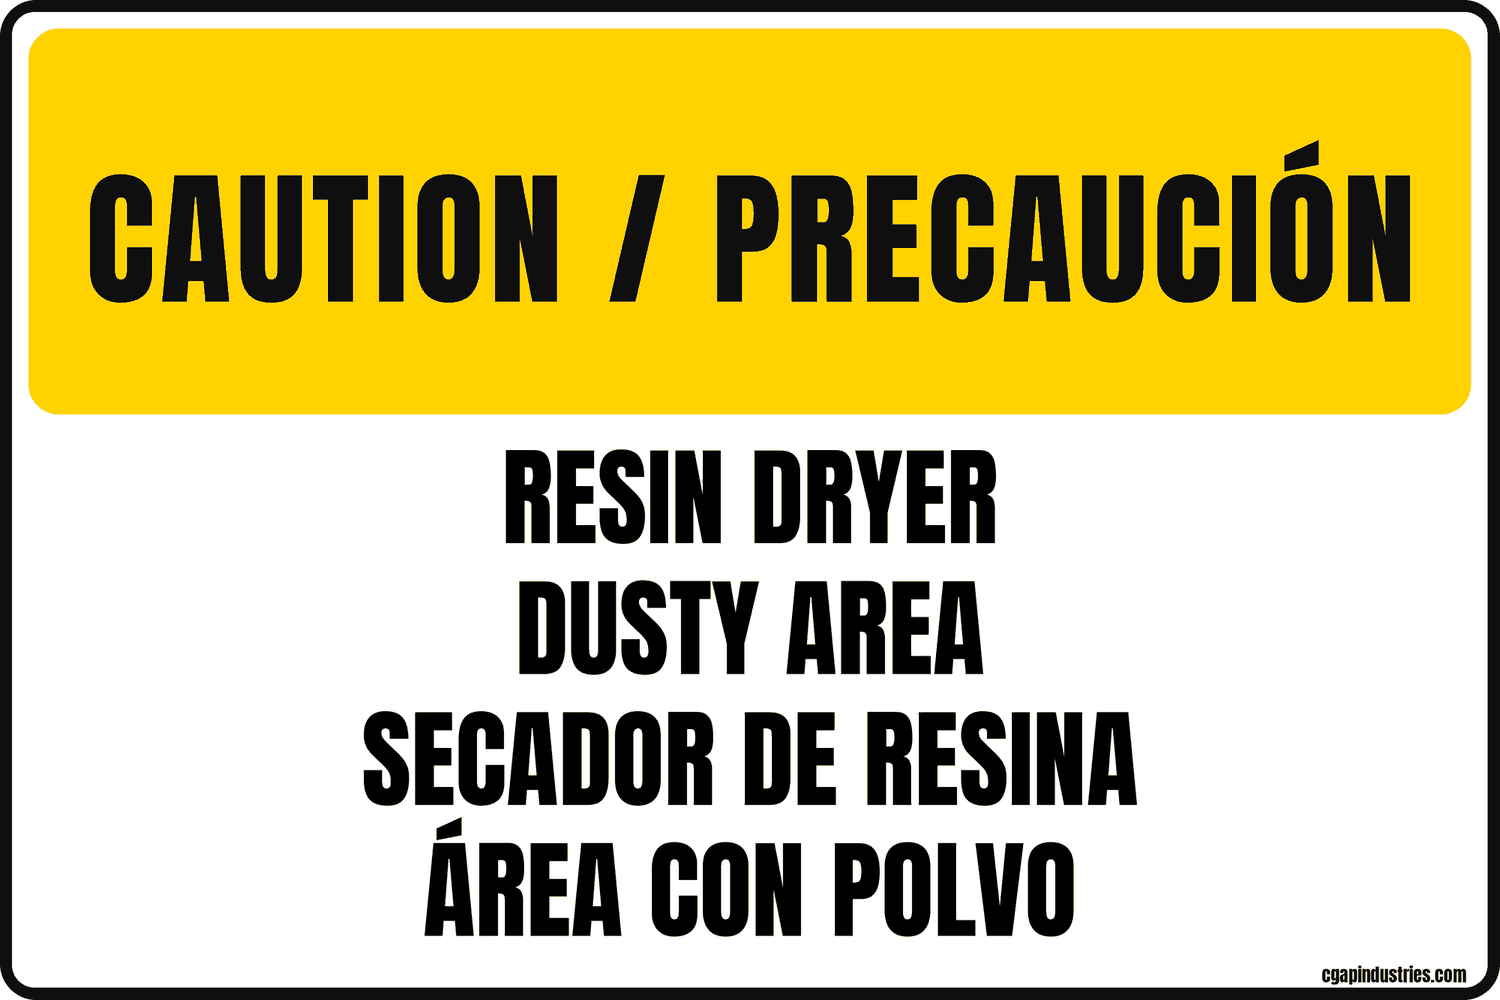 CAUTION / PRECAUCIÓN
RESIN DRYER
DUSTY AREA
SECADOR DE RESINA
ÁREA CON POLVO
cgapindustries.com